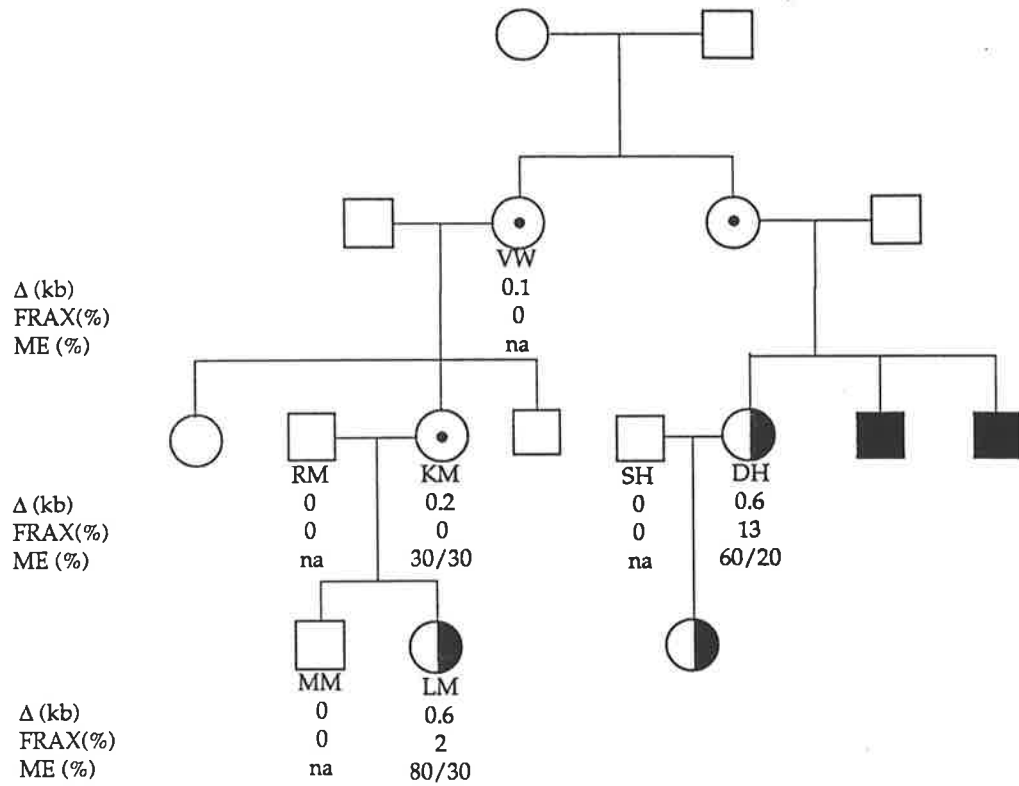 VW
Δ (kb) 0.1
FRAX(%) 0
ME (%) na
RM KM SH DH
Δ (kb) 0 0.2 0 0.6
FRAX(%) 0 0 0 13
ME (%) na 30/30 na 60/20
MM LM
Δ (kb) 0 0.6
FRAX(%) 0 2
ME (%) na 80/30